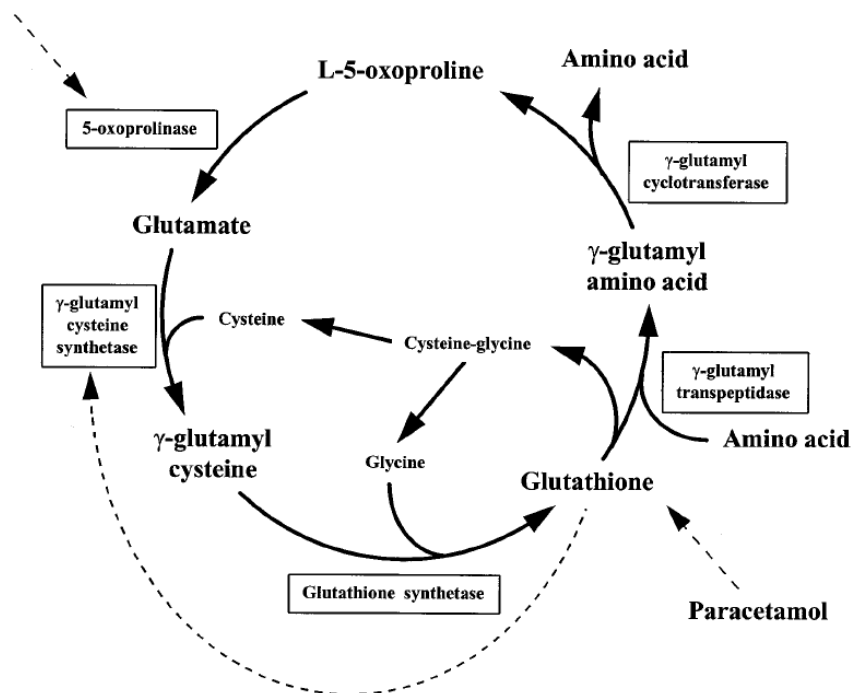 Amino acid
L-5-oxoproline
5-oxoprolinase
γ-glutamyl
cyclotransferase
Glutamate
γ-glutamyl
amino acid
γ-glutamyl
cysteine
synthetase
Cysteine
Cysteine-glycine
γ-glutamyl
transpeptidase
γ-glutamyl
cysteine
Glycine
Amino acid
Glutathione
Glutathione synthetase
Paracetamol